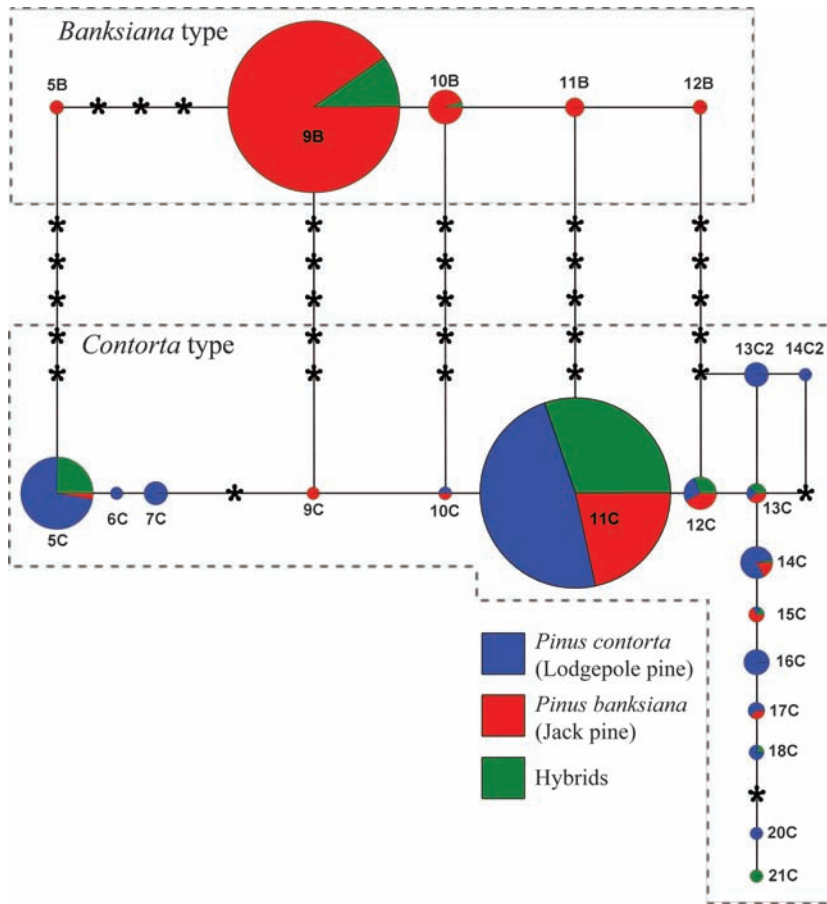 Banksiana type
5B
9B
10B
11B
12B
Contorta type
13C2
14C2
5C
6C
7C
9C
10C
11C
12C
13C
14C
15C
16C
17C
18C
20C
21C
Pinus contorta
(Lodgepole pine)
Pinus banksiana
(Jack pine)
Hybrids